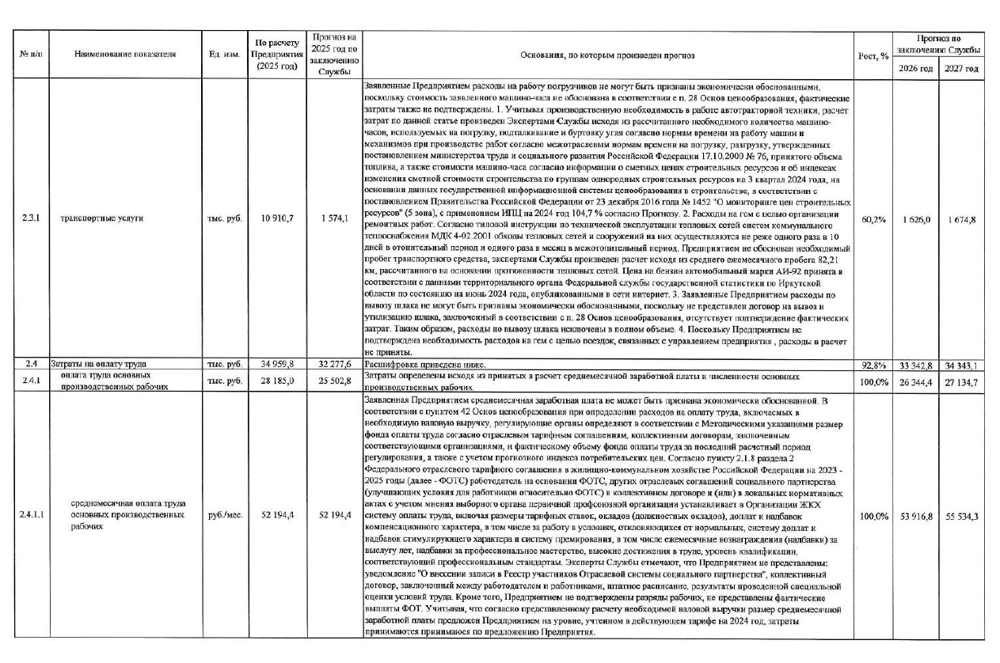 № п/п
Наименование показателя
Ед. изм.
По расчету
Предприятия
(2025 год)
Прогноз на
2025 год по
заключению
Службы
Основания, по которым произведен прогноз
Рост, %
Прогноз по
заключению Службы
2026 год
2027 год
2.3.1
транспортные услуги
тыс. руб.
10 910,7
1 574,1
Заявленные Предприятием расходы на работу погрузчиков не могут быть признаны экономически обоснованными,
поскольку стоимость заявленного машино-часа не обоснована в соответствии с п. 28 Основ ценообразования, фактические
затраты также не подтверждены. 1. Учитывая производственную необходимость в работе автотракторной техники, расчет
затрат по данной статье произведен Экспертами Службы исходя из рассчитанного необходимого количества машино-
часов, используемых на погрузку, подталкивание и буртовку угля согласно нормам времени на работу машин и
механизмов при производстве работ согласно межотраслевым нормам времени на погрузку, разгрузку, утвержденных
постановлением министерства труда и социального развития Российской Федерации 17.10.2000 № 76, принятого объема
топлива, а также стоимости машино-часа согласно информации о сметных ценах строительных ресурсов и об индексах
изменения сметной стоимости строительства по группам однородных строительных ресурсов на 3 квартал 2024 года, на
основании данных государственной информационной системы ценообразования в строительстве, в соответствии с
постановлением Правительства Российской Федерации от 23 декабря 2016 года № 1452 "О мониторинге цен строительных
ресурсов" (5 зона), с применением ИПЦ на 2024 год 104,7 % согласно Прогнозу. 2. Расходы на гсм с целью организации
ремонтных работ. Согласно типовой инструкции по технической эксплуатации тепловых сетей систем коммунального
теплоснабжения МДК 4-02.2001 обходы тепловых сетей и сооружений на них осуществляются не реже одного раза в 10
дней в отопительный период и одного раза в месяц в межотопительный период. Предприятием не обоснован необходимый
пробег транспортного средства, экспертами Службы произведен расчет исходя из среднего ежемесячного пробега 82,21
км, рассчитанного на основании протяженности тепловых сетей. Цена на бензин автомобильный марки АИ-92 принята в
соответствии с данными территориального органа Федеральной службы государственной статистики по Иркутской
области по состоянию на июнь 2024 года, опубликованными в сети интернет. 3. Заявленные Предприятием расходы по
вывозу шлака не могут быть признаны экономически обоснованными, поскольку не представлен договор на вывоз и
утилизацию шлака, заключенный в соответствии с п. 28 Основ ценообразования, отсутствует подтверждение фактических
затрат. Таким образом, расходы по вывозу шлака исключены в полном объеме. 4. Поскольку Предприятием не
подтверждена необходимость расходов на гсм с целью поездок, связанных с управлением предприятия , расходы в расчет
не приняты.
60,2%
1 626,0
1 674,8
2.4
Затраты на оплату труда
тыс. руб.
34 959,8
32 277,6
Расшифровка приведена ниже.
92,8%
33 342,8
34 343,1
2.4.1
оплата труда основных
производственных рабочих
тыс. руб.
28 185,0
25 502,8
Затраты определены исходя из принятых в расчет среднемесячной заработной платы и численности основных
производственных рабочих.
100,0%
26 344,4
27 134,7
2.4.1.1
среднемесячная оплата труда
основных производственных
рабочих
руб./мес.
52 194,4
52 194,4
Заявленная Предприятием среднемесячная заработная плата не может быть признана экономически обоснованной. В
соответствии с пунктом 42 Основ ценообразования при определении расходов на оплату труда, включаемых в
необходимую валовую выручку, регулирующие органы определяют в соответствии с Методическими указаниями размер
фонда оплаты труда согласно отраслевым тарифным соглашениям, коллективным договорам, заключенным
соответствующими организациями, и фактическому объему фонда оплаты труда за последний расчетный период
регулирования, а также с учетом прогнозного индекса потребительских цен. Согласно пункту 2.1.8 раздела 2
Федерального отраслевого тарифного соглашения в жилищно-коммунальном хозяйстве Российской Федерации на 2023 -
2025 годы (далее - ФОТС) работодатель на основании ФОТС, других отраслевых соглашений социального партнерства
(улучшающих условия для работников относительно ФОТС) в коллективном договоре и (или) в локальных нормативных
актах с учетом мнения выборного органа первичной профсоюзной организации устанавливает в Организации ЖКХ
систему оплаты труда, включая размеры тарифных ставок, окладов (должностных окладов), доплат и надбавок
компенсационного характера, в том числе за работу в условиях, отклоняющихся от нормальных, систему доплат и
надбавок стимулирующего характера и систему премирования, в том числе ежемесячные вознаграждения (надбавки) за
выслугу лет, надбавки за профессиональное мастерство, высокие достижения в труде, уровень квалификации,
соответствующий профессиональным стандартам. Эксперты Службы отмечают, что Предприятием не представлены:
уведомление "О внесении записи в Реестр участников Отраслевой системы социального партнерства", коллективный
договор, заключенный между работодателем и работниками, штатное расписание, результаты проведенной специальной
оценки условий труда. Кроме того, Предприятием не подтверждены разряды рабочих, не представлены фактические
выплаты ФОТ. Учитывая, что согласно представленному расчету необходимой валовой выручки размер среднемесячной
заработной платы предложен Предприятием на уровне, учтенном в действующем тарифе на 2024 год, затраты
принимаются принимаюся по предложению Предприятия.
100,0%
53 916,8
55 534,3